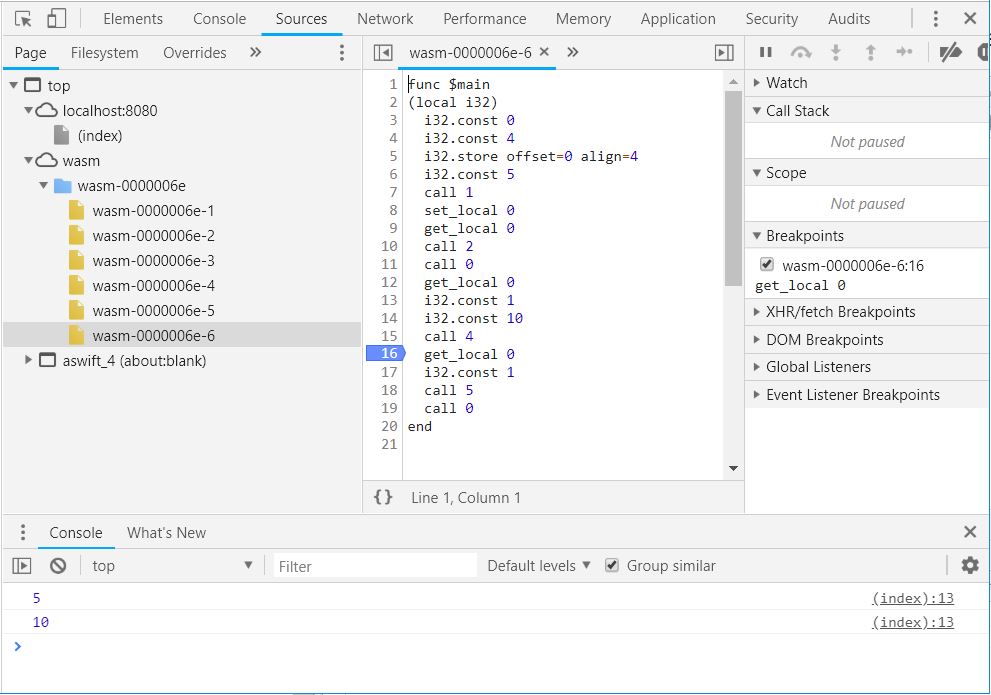 Elements Console Sources Network Performance Memory Application Security Audits
Page Filesystem Overrides »
top
localhost:8080
(index)
wasm
wasm-0000006e
wasm-0000006e-1
wasm-0000006e-2
wasm-0000006e-3
wasm-0000006e-4
wasm-0000006e-5
wasm-0000006e-6
aswift_4 (about:blank)
wasm-0000006e-6 × »
1 func $main
2 (local i32)
3 i32.const 0
4 i32.const 4
5 i32.store offset=0 align=4
6 i32.const 5
7 call 1
8 set_local 0
9 get_local 0
10 call 2
11 call 0
12 get_local 0
13 i32.const 1
14 i32.const 10
15 call 4
16 get_local 0
17 i32.const 1
18 call 5
19 call 0
20 end
21
{} Line 1, Column 1
Watch
Call Stack
Not paused
Scope
Not paused
Breakpoints
wasm-0000006e-6:16
get_local 0
XHR/fetch Breakpoints
DOM Breakpoints
Global Listeners
Event Listener Breakpoints
Console What's New
top Filter Default levels Group similar
5 (index):13
10 (index):13